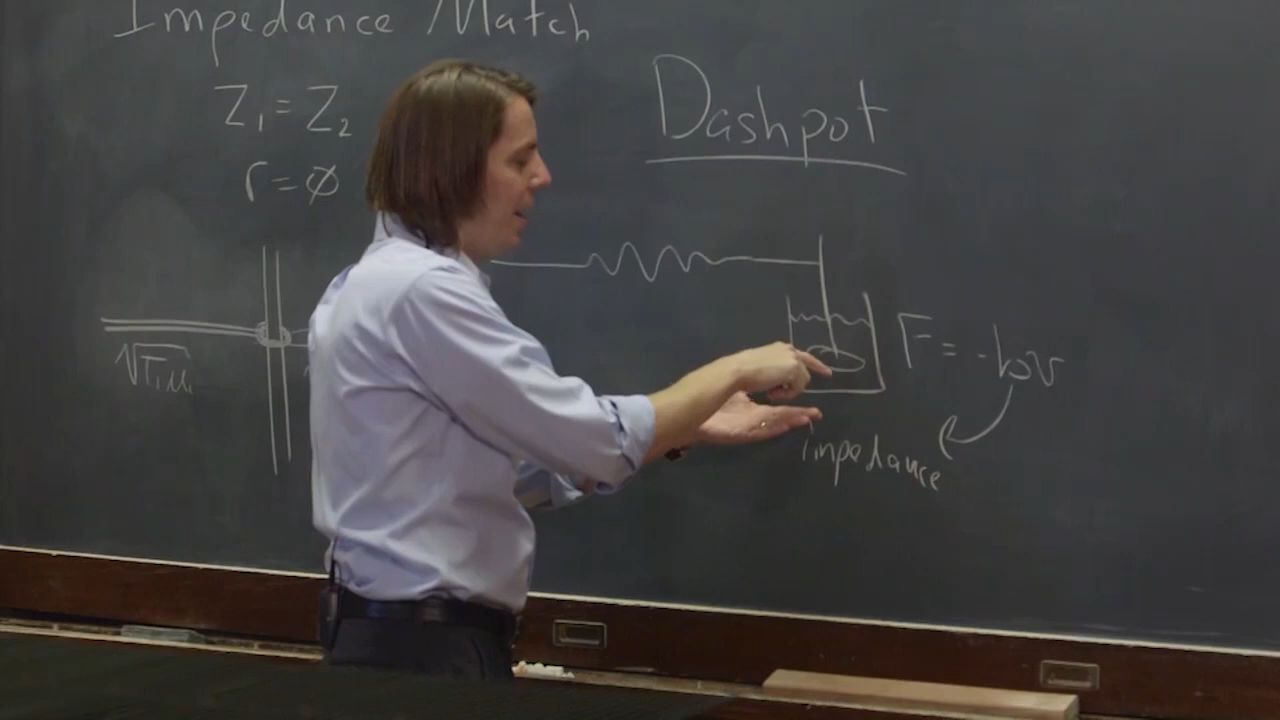 Impedance Match
Z₁ = Z₂
r = ∅
√T₁μ₁
Dashpot
F = -bv
impedance